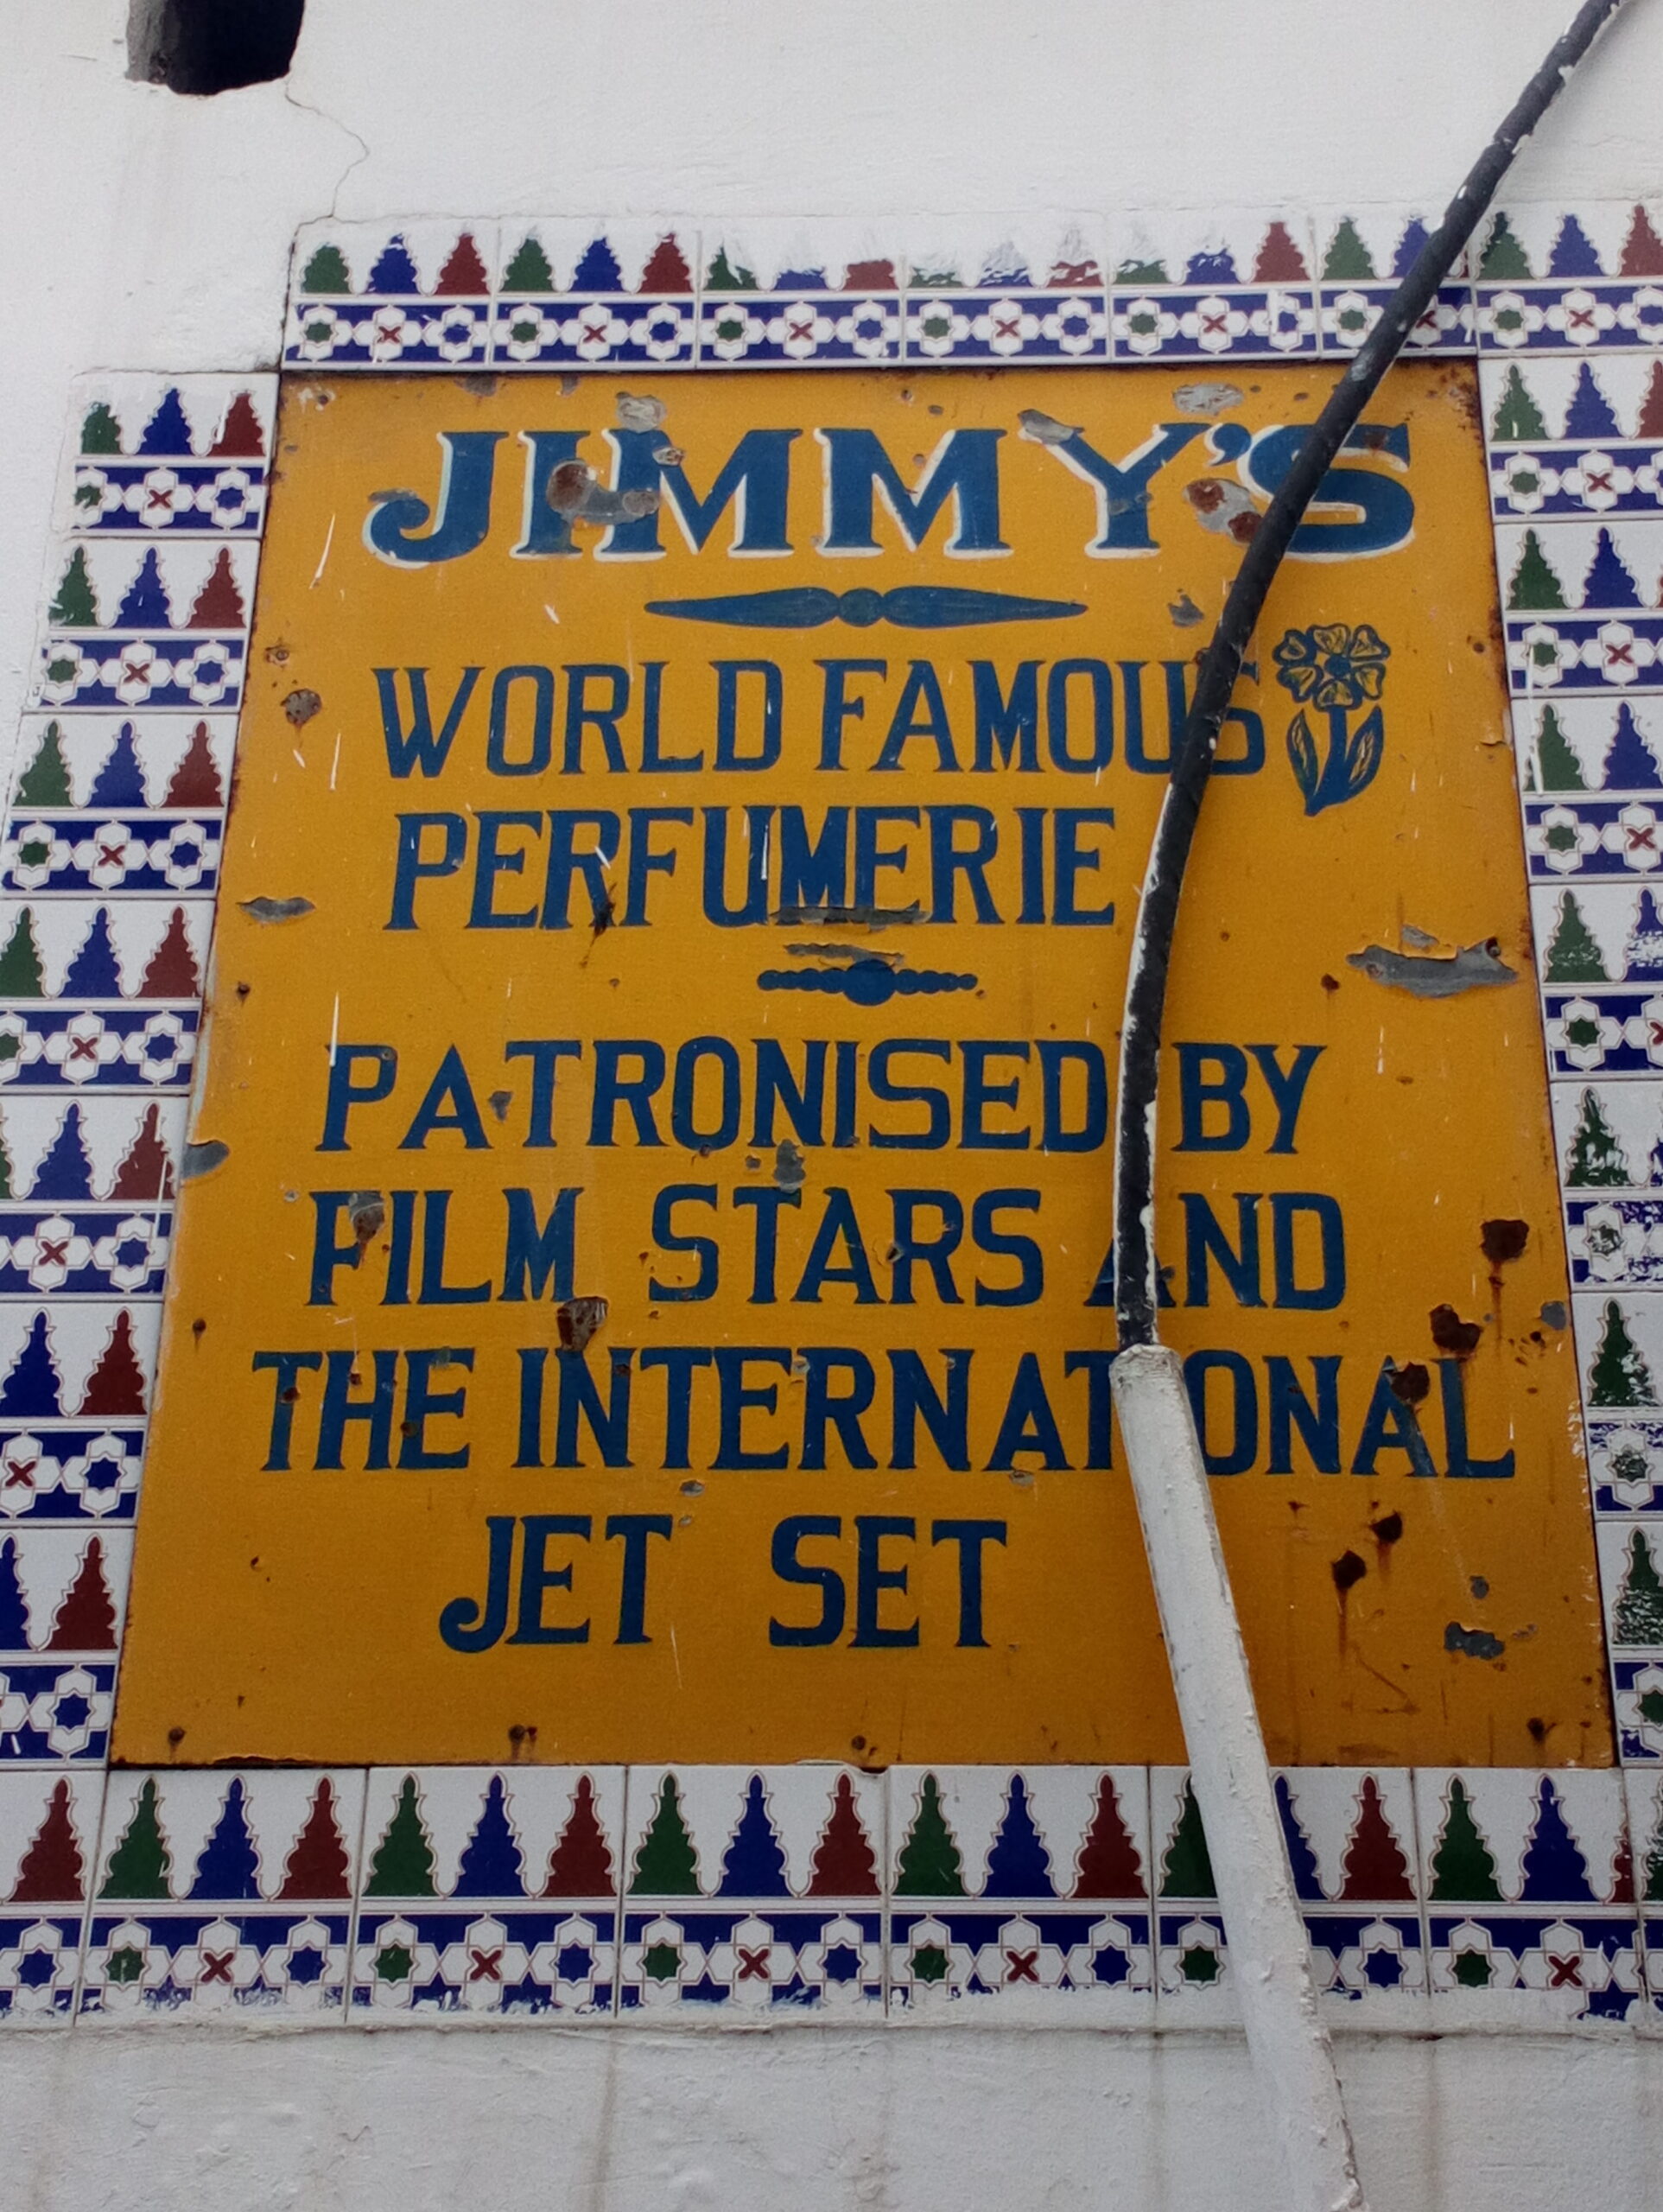 JIMMY'S
WORLD FAMOUS
PERFUMERIE
PATRONISED BY
FILM STARS AND
THE INTERNATIONAL
JET SET